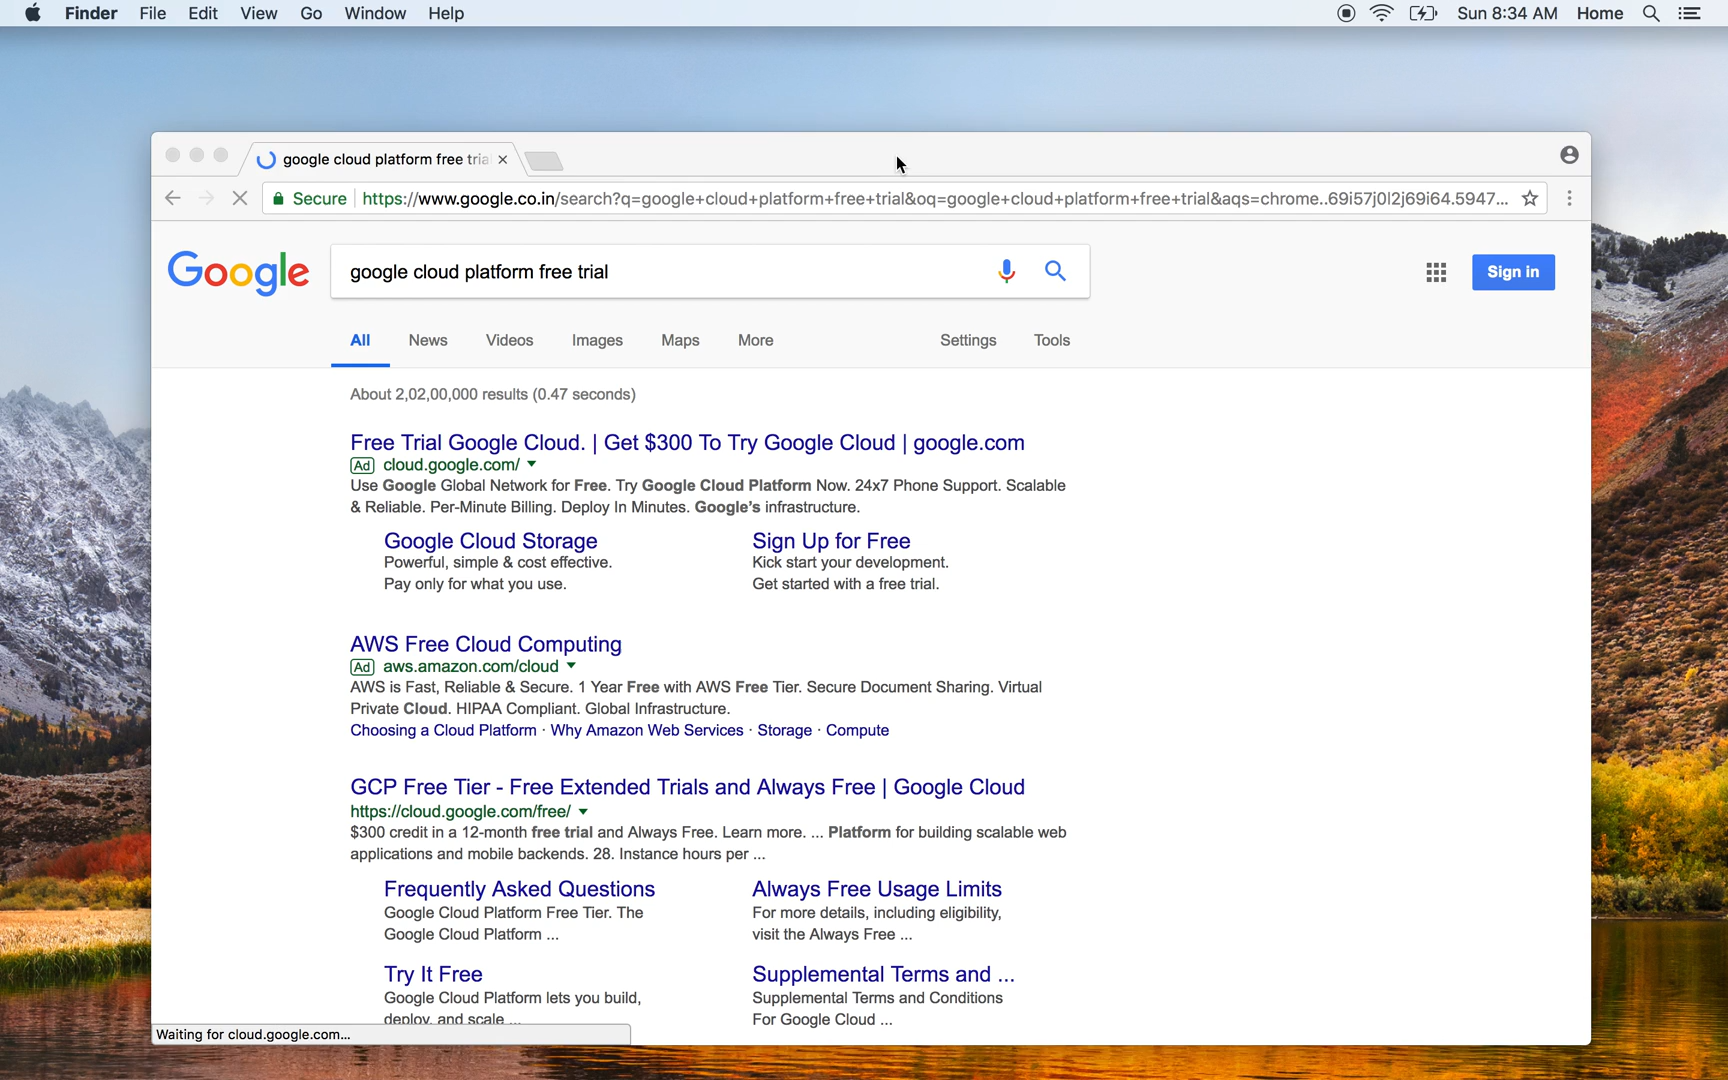 Finder File Edit View Go Window Help Sun 8:34 AM Home
google cloud platform free tria
Secure https://www.google.co.in/search?q=google+cloud+platform+free+trial&oq=google+cloud+platform+free+trial&aqs=chrome..69i57j0l2j69i64.5947...
Google google cloud platform free trial Sign in
All News Videos Images Maps More Settings Tools
About 2,02,00,000 results (0.47 seconds)
Free Trial Google Cloud. | Get $300 To Try Google Cloud | google.com
Ad cloud.google.com/
Use Google Global Network for Free. Try Google Cloud Platform Now. 24x7 Phone Support. Scalable
& Reliable. Per-Minute Billing. Deploy In Minutes. Google's infrastructure.
Google Cloud Storage
Powerful, simple & cost effective.
Pay only for what you use.
Sign Up for Free
Kick start your development.
Get started with a free trial.
AWS Free Cloud Computing
Ad aws.amazon.com/cloud
AWS is Fast, Reliable & Secure. 1 Year Free with AWS Free Tier. Secure Document Sharing. Virtual
Private Cloud. HIPAA Compliant. Global Infrastructure.
Choosing a Cloud Platform · Why Amazon Web Services · Storage · Compute
GCP Free Tier - Free Extended Trials and Always Free | Google Cloud
https://cloud.google.com/free/
$300 credit in a 12-month free trial and Always Free. Learn more. ... Platform for building scalable web
applications and mobile backends. 28. Instance hours per ...
Frequently Asked Questions
Google Cloud Platform Free Tier. The
Google Cloud Platform ...
Always Free Usage Limits
For more details, including eligibility,
visit the Always Free ...
Try It Free
Google Cloud Platform lets you build,
deploy, and scale ...
Supplemental Terms and ...
Supplemental Terms and Conditions
For Google Cloud ...
Waiting for cloud.google.com...